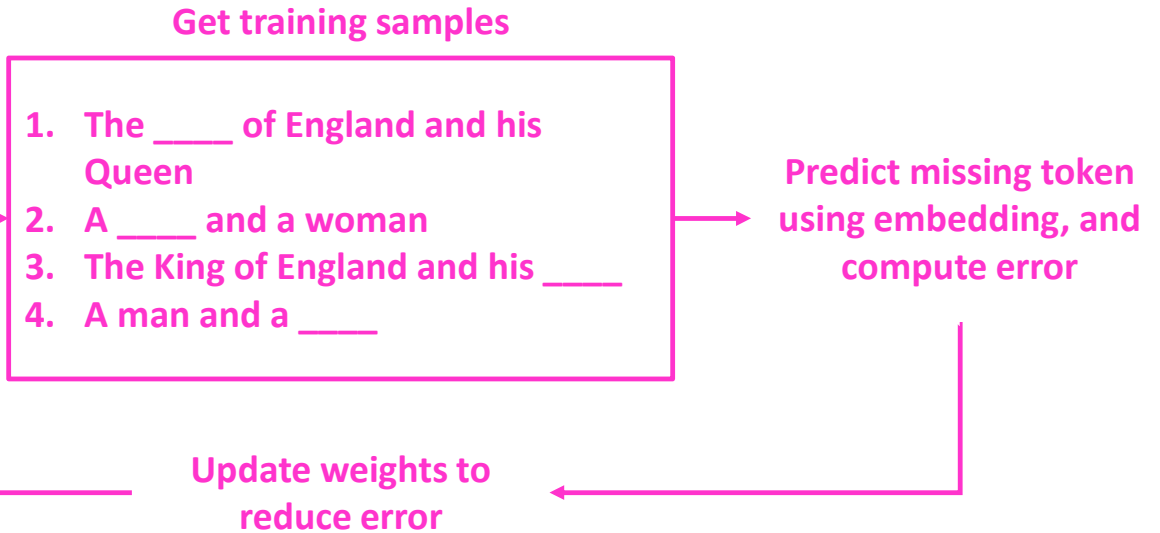 Get training samples
1. The ____ of England and his
Queen
2. A ____ and a woman
3. The King of England and his ____
4. A man and a ____
Predict missing token
using embedding, and
compute error
Update weights to
reduce error